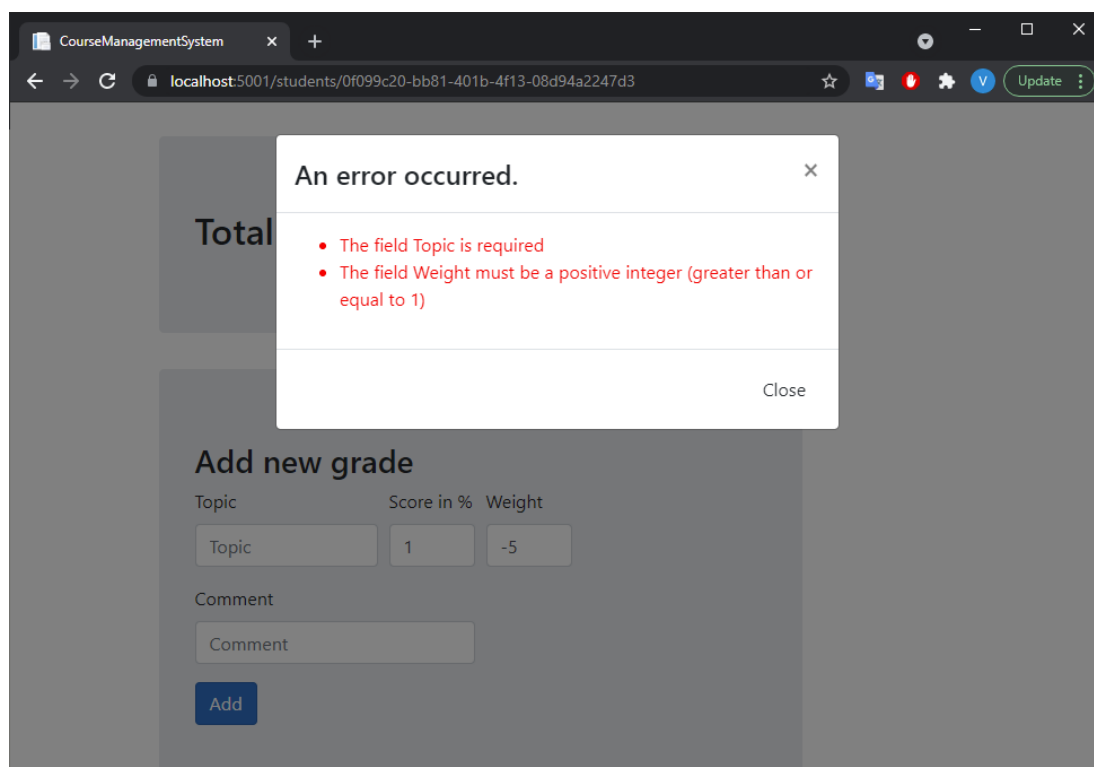 CourseManagementSystem
localhost:5001/students/0f099c20-bb81-401b-4f13-08d94a2247d3
V
Update
An error occurred.
×
Total
• The field Topic is required
• The field Weight must be a positive integer (greater than or
equal to 1)
Close
Add new grade
Topic Score in % Weight
Topic 1 -5
Comment
Comment
Add